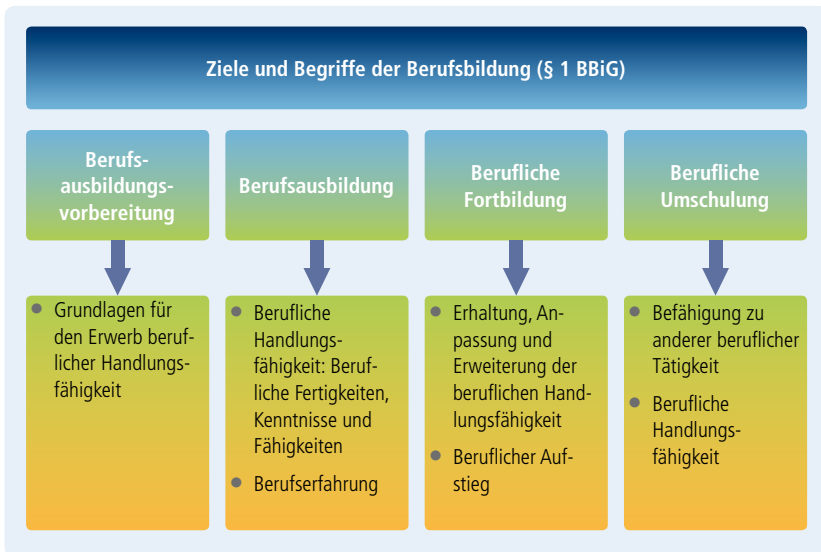 Ziele und Begriffe der Berufsbildung (§ 1 BBiG)
Berufs-
ausbildungs-
vorbereitung
Berufsausbildung
Berufliche
Fortbildung
Berufliche
Umschulung
• Grundlagen für
den Erwerb beruf-
licher Handlungs-
fähigkeit
• Berufliche
Handlungs-
fähigkeit: Beruf-
liche Fertigkeiten,
Kenntnisse und
Fähigkeiten
• Berufserfahrung
• Erhaltung, An-
passung und
Erweiterung der
beruflichen Hand-
lungsfähigkeit
• Beruflicher Auf-
stieg
• Befähigung zu
anderer beruflicher
Tätigkeit
• Berufliche
Handlungs-
fähigkeit